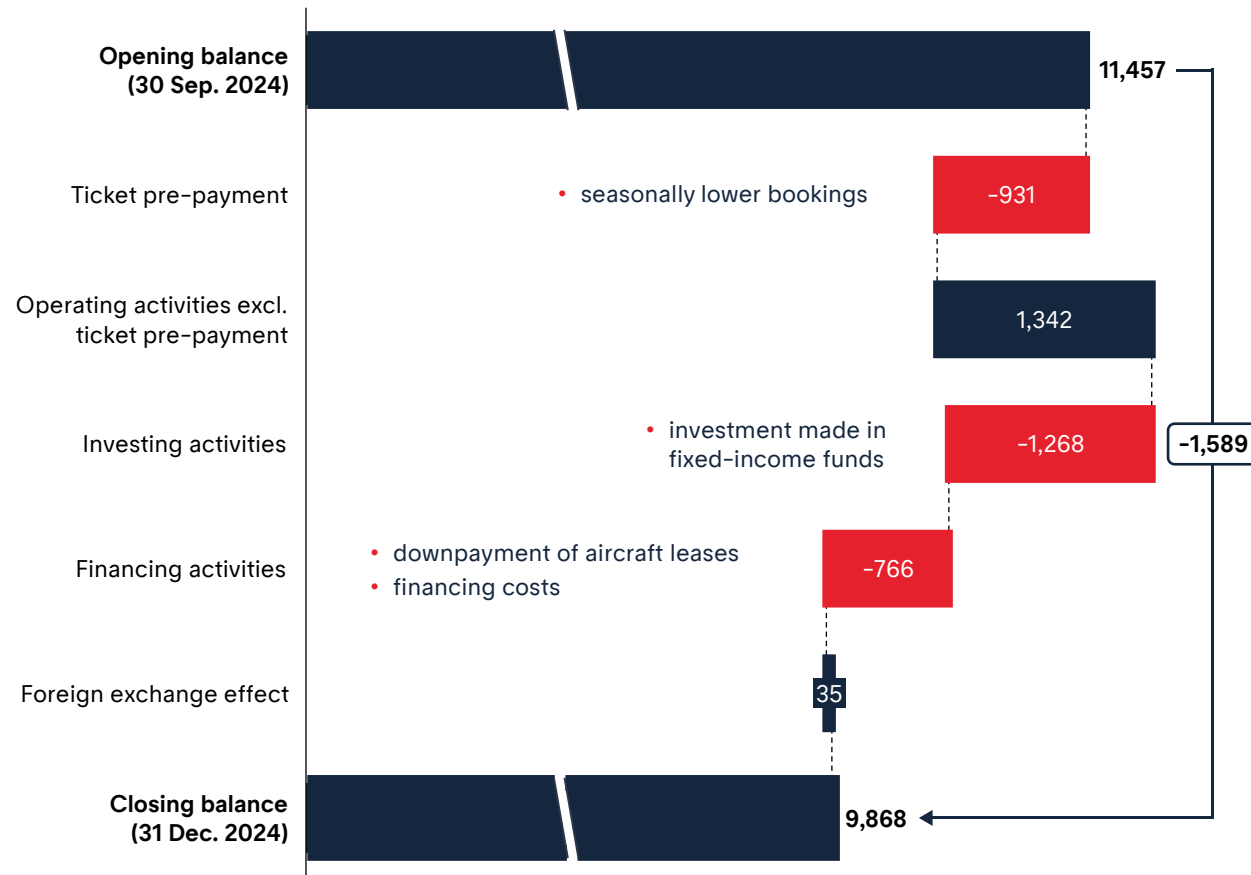 Opening balance
(30 Sep. 2024)
11,457
Ticket pre-payment
• seasonally lower bookings
-931
Operating activities excl.
ticket pre-payment
1,342
Investing activities
• investment made in
fixed-income funds
-1,268
-1,589
Financing activities
• downpayment of aircraft leases
• financing costs
-766
Foreign exchange effect
35
Closing balance
(31 Dec. 2024)
9,868